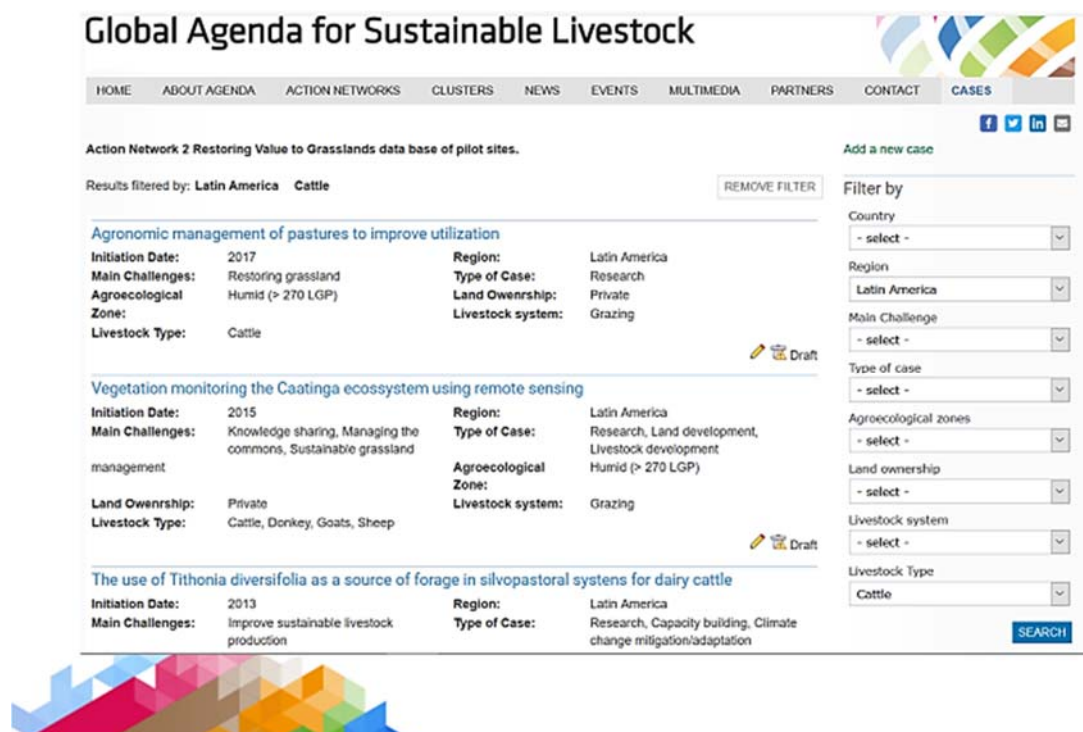 Global Agenda for Sustainable Livestock
HOME ABOUT AGENDA ACTION NETWORKS CLUSTERS NEWS EVENTS MULTIMEDIA PARTNERS CONTACT CASES
Action Network 2 Restoring Value to Grasslands data base of pilot sites.
Results filtered by: Latin America Cattle
REMOVE FILTER
Agronomic management of pastures to improve utilization
Initiation Date: 2017 Region: Latin America
Main Challenges: Restoring grassland Type of Case: Research
Agroecological Humid (> 270 LGP) Land Owenrship: Private
Zone: Livestock system: Grazing
Livestock Type: Cattle
Draft
Vegetation monitoring the Caatinga ecosystem using remote sensing
Initiation Date: 2015 Region: Latin America
Main Challenges: Knowledge sharing, Managing the Type of Case: Research, Land development,
commons, Sustainable grassland Livestock development
management Agroecological Humid (> 270 LGP)
Zone:
Land Owenrship: Private Livestock system: Grazing
Livestock Type: Cattle, Donkey, Goats, Sheep
Draft
The use of Tithonia diversifolia as a source of forage in silvopastoral systens for dairy cattle
Initiation Date: 2013 Region: Latin America
Main Challenges: Improve sustainable livestock Type of Case: Research, Capacity building, Climate
production change mitigation/adaptation
f in
Add a new case
Filter by
Country
- select -
Region
Latin America
Main Challenge
- select -
Type of case
- select -
Agroecological zones
- select -
Land ownership
- select -
Livestock system
- select -
Livestock Type
Cattle
SEARCH